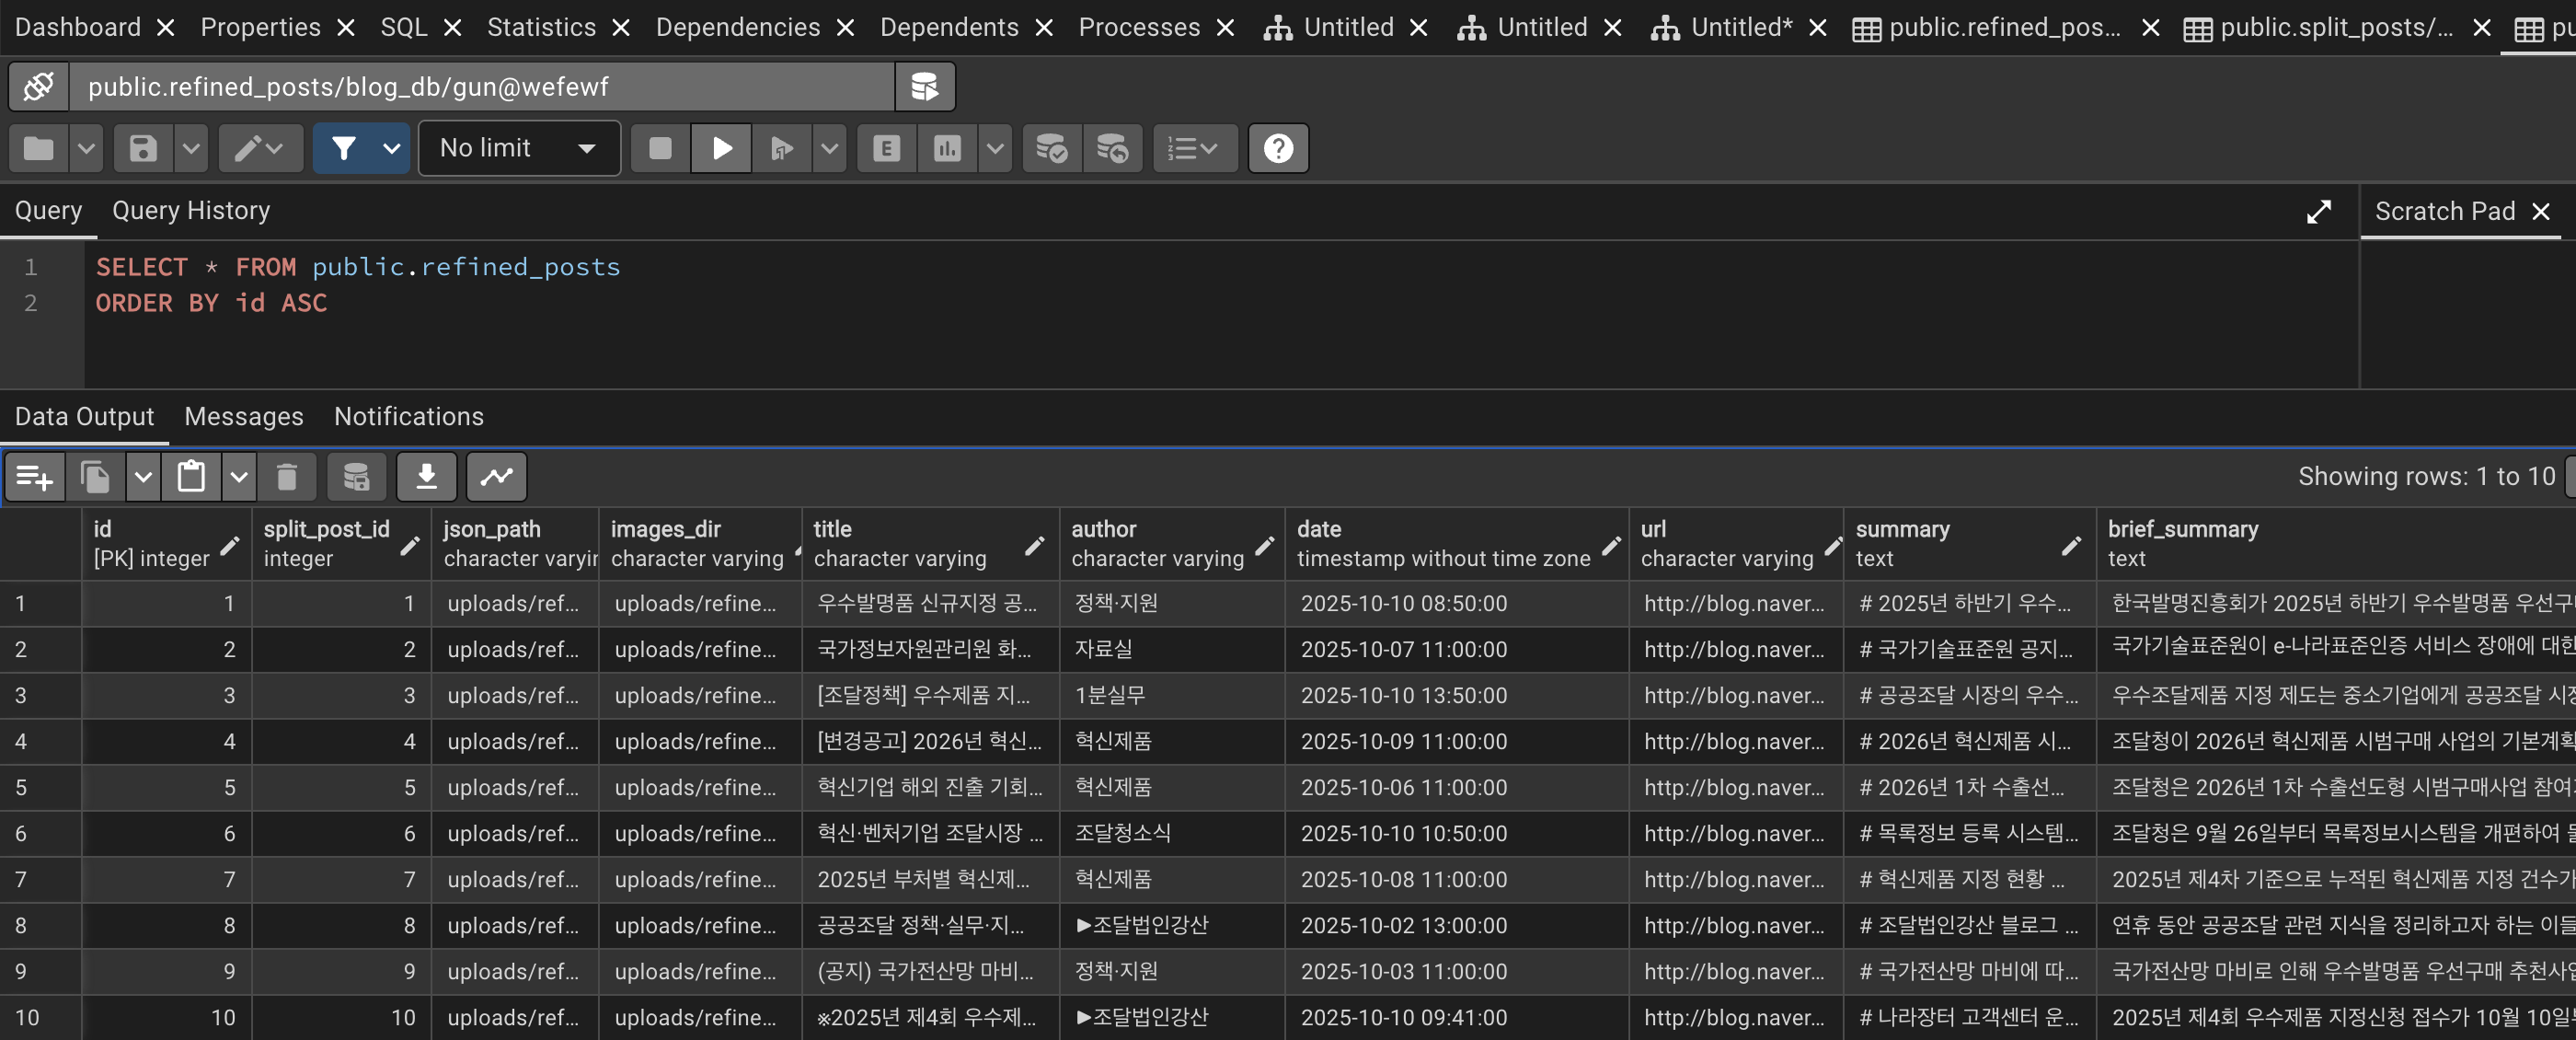 Dashboard Properties SQL Statistics Dependencies Dependents Processes Untitled Untitled Untitled* public.refined_pos... public.split_posts/... pu
public.refined_posts/blog_db/gun@wefewf
No limit E ?
Query Query History Scratch Pad
1 SELECT * FROM public.refined_posts
2 ORDER BY id ASC
Data Output Messages Notifications
Showing rows: 1 to 10
id split_post_id json_path images_dir title author date url summary brief_summary
[PK] integer integer character varyin character varying character varying character varying timestamp without time zone character varying text text
1 1 1 uploads/ref... uploads/refine... 우수발명품 신규지정 공... 정책·지원 2025-10-10 08:50:00 http://blog.naver... # 2025년 하반기 우수... 한국발명진흥회가 2025년 하반기 우수발명품 우선구
2 2 2 uploads/ref... uploads/refine... 국가정보자원관리원 화... 자료실 2025-10-07 11:00:00 http://blog.naver... # 국가기술표준원 공지... 국가기술표준원이 e-나라표준인증 서비스 장애에 대한
3 3 3 uploads/ref... uploads/refine... [조달정책] 우수제품 지... 1분실무 2025-10-10 13:50:00 http://blog.naver... # 공공조달 시장의 우수... 우수조달제품 지정 제도는 중소기업에게 공공조달 시장
4 4 4 uploads/ref... uploads/refine... [변경공고] 2026년 혁신... 혁신제품 2025-10-09 11:00:00 http://blog.naver... # 2026년 혁신제품 시... 조달청이 2026년 혁신제품 시범구매 사업의 기본계획
5 5 5 uploads/ref... uploads/refine... 혁신기업 해외 진출 기회... 혁신제품 2025-10-06 11:00:00 http://blog.naver... # 2026년 1차 수출선... 조달청은 2026년 1차 수출선도형 시범구매사업 참여
6 6 6 uploads/ref... uploads/refine... 혁신·벤처기업 조달시장 ... 조달청소식 2025-10-10 10:50:00 http://blog.naver... # 목록정보 등록 시스템... 조달청은 9월 26일부터 목록정보시스템을 개편하여
7 7 7 uploads/ref... uploads/refine... 2025년 부처별 혁신제... 혁신제품 2025-10-08 11:00:00 http://blog.naver... # 혁신제품 지정 현황 ... 2025년 제4차 기준으로 누적된 혁신제품 지정 건수가
8 8 8 uploads/ref... uploads/refine... 공공조달 정책·실무·지... ▶조달법인강산 2025-10-02 13:00:00 http://blog.naver... # 조달법인강산 블로그 ... 연휴 동안 공공조달 관련 지식을 정리하고자 하는 이들
9 9 9 uploads/ref... uploads/refine... (공지) 국가전산망 마비... 정책·지원 2025-10-03 11:00:00 http://blog.naver... # 국가전산망 마비에 따... 국가전산망 마비로 인해 우수발명품 우선구매 추천사업
10 10 10 uploads/ref... uploads/refine... ※2025년 제4회 우수제... ▶조달법인강산 2025-10-10 09:41:00 http://blog.naver... # 나라장터 고객센터 운... 2025년 제4회 우수제품 지정신청 접수가 10월 10일